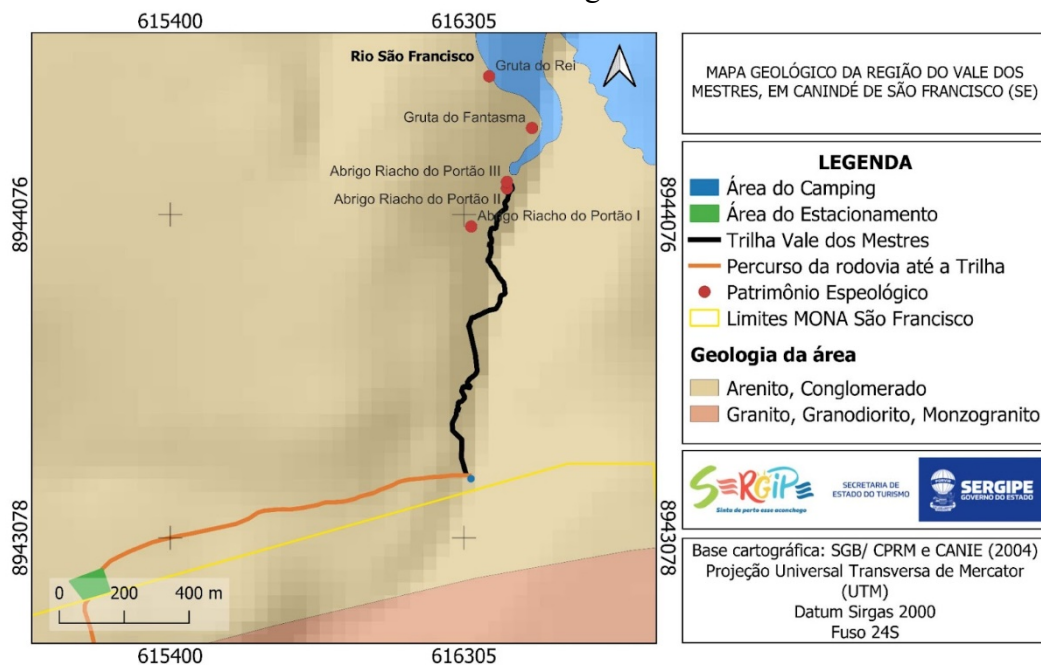 615400
616305
Rio São Francisco
Gruta do Rei
Gruta do Fantasma
Abrigo Riacho do Portão III
Abrigo Riacho do Portão II
Abrigo Riacho do Portão I
8944076
8944076
8943078
8943078
0 200 400 m
615400
616305
MAPA GEOLÓGICO DA REGIÃO DO VALE DOS
MESTRES, EM CANINDÉ DE SÃO FRANCISCO (SE)
LEGENDA
Área do Camping
Área do Estacionamento
Trilha Vale dos Mestres
Percurso da rodovia até a Trilha
Patrimônio Espeológico
Limites MONA São Francisco
Geologia da área
Arenito, Conglomerado
Granito, Granodiorito, Monzogranito
SERGIPE
Sinta de perto esse aconchego
SECRETARIA DE
ESTADO DO TURISMO
SERGIPE
GOVERNO DO ESTADO
Base cartográfica: SGB/ CPRM e CANIE (2004)
Projeção Universal Transversa de Mercator
(UTM)
Datum Sirgas 2000
Fuso 24S